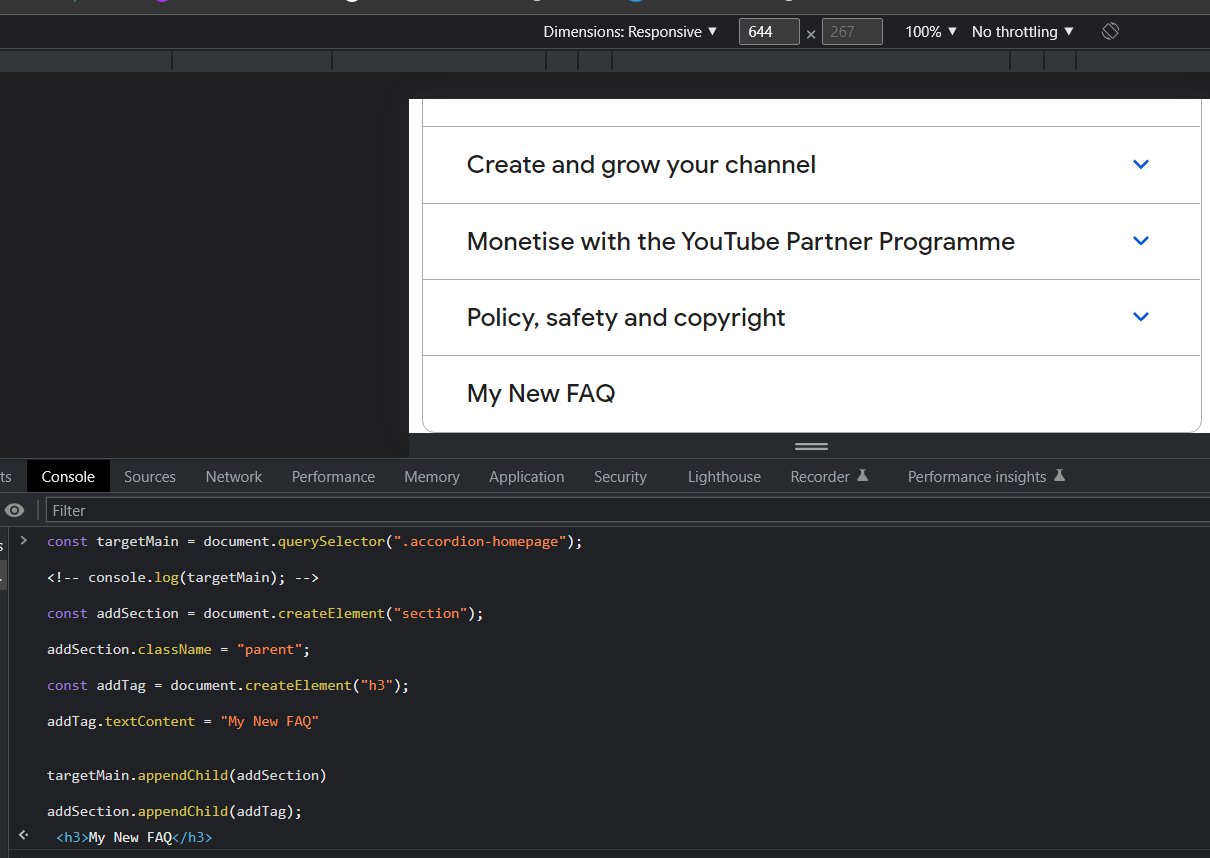 Dimensions: Responsive ▼ 644 × 267 100% ▼ No throttling ▼
Create and grow your channel
Monetise with the YouTube Partner Programme
Policy, safety and copyright
My New FAQ
ts Console Sources Network Performance Memory Application Security Lighthouse Recorder Performance insights
Filter
const targetMain = document.querySelector(".accordion-homepage");
<!-- console.log(targetMain); -->
const addSection = document.createElement("section");
addSection.className = "parent";
const addTag = document.createElement("h3");
addTag.textContent = "My New FAQ"
targetMain.appendChild(addSection)
addSection.appendChild(addTag);
<h3>My New FAQ</h3>